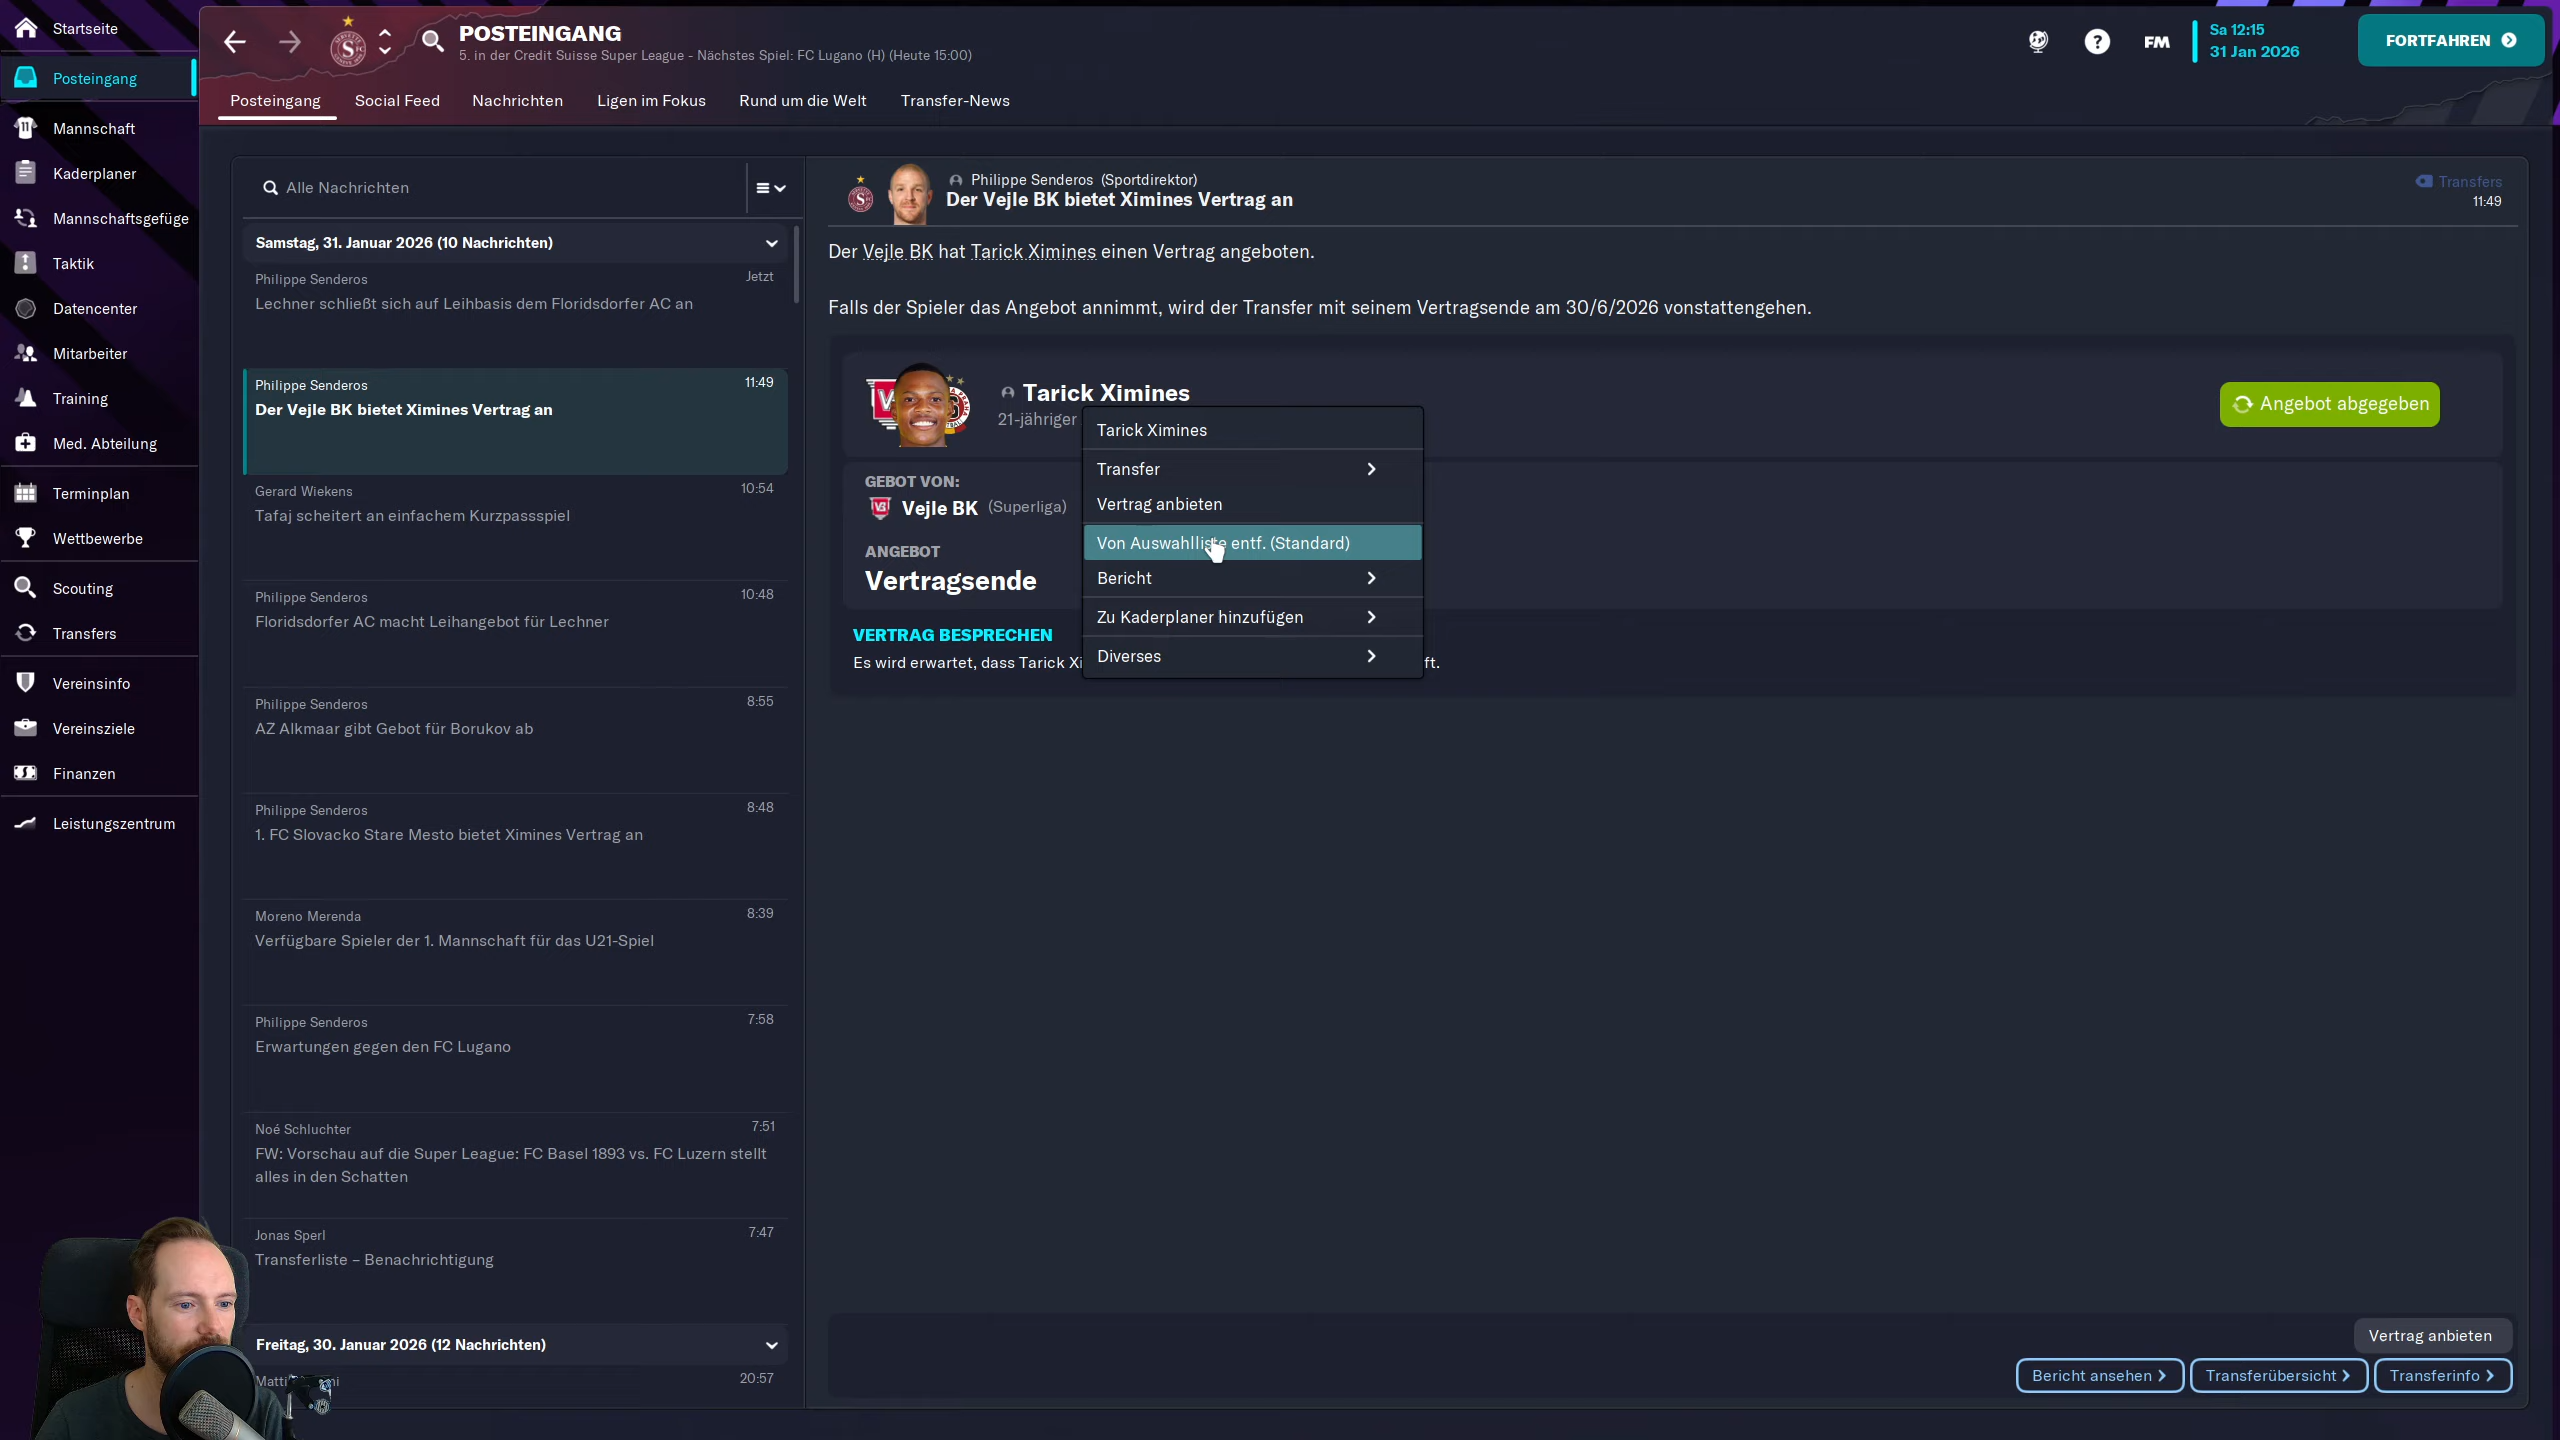 Startseite
Posteingang
Mannschaft
Kaderplaner
Mannschaftsgefüge
Taktik
Datencenter
Mitarbeiter
Training
Med. Abteilung
Terminplan
Wettbewerbe
Scouting
Transfers
Vereinsinfo
Vereinsziele
Finanzen
Leistungszentrum
POSTEINGANG
5. in der Credit Suisse Super League - Nächstes Spiel: FC Lugano (H) (Heute 15:00)
FM
Sa 12:15
31 Jan 2026
FORTFAHREN
Posteingang Social Feed Nachrichten Ligen im Fokus Rund um die Welt Transfer-News
Alle Nachrichten
Samstag, 31. Januar 2026 (10 Nachrichten)
Philippe Senderos Jetzt
Lechner schließt sich auf Leihbasis dem Floridsdorfer AC an
Philippe Senderos 11:49
Der Vejle BK bietet Ximines Vertrag an
Gerard Wiekens 10:54
Tafaj scheitert an einfachem Kurzpassspiel
Philippe Senderos 10:48
Floridsdorfer AC macht Leihangebot für Lechner
Philippe Senderos 8:55
AZ Alkmaar gibt Gebot für Borukov ab
Philippe Senderos 8:48
1. FC Slovacko Stare Mesto bietet Ximines Vertrag an
Moreno Merenda 8:39
Verfügbare Spieler der 1. Mannschaft für das U21-Spiel
Philippe Senderos 7:58
Erwartungen gegen den FC Lugano
Noé Schluchter 7:51
FW: Vorschau auf die Super League: FC Basel 1893 vs. FC Luzern stellt
alles in den Schatten
Jonas Sperl 7:47
Transferliste – Benachrichtigung
Freitag, 30. Januar 2026 (12 Nachrichten)
20:57
Philippe Senderos (Sportdirektor)
Der Vejle BK bietet Ximines Vertrag an
Transfers
11:49
Der Vejle BK hat Tarick Ximines einen Vertrag angeboten.
Falls der Spieler das Angebot annimmt, wird der Transfer mit seinem Vertragsende am 30/6/2026 vonstattengehen.
Tarick Ximines
21-jähriger
Angebot abgegeben
GEBOT VON:
Vejle BK (Superliga)
ANGEBOT
Vertragsende
VERTRAG BESPRECHEN
Es wird erwartet, dass Tarick Xi ft.
Tarick Ximines
Transfer
Vertrag anbieten
Von Auswahlliste entf. (Standard)
Bericht
Zu Kaderplaner hinzufügen
Diverses
Vertrag anbieten
Bericht ansehen Transferübersicht Transferinfo